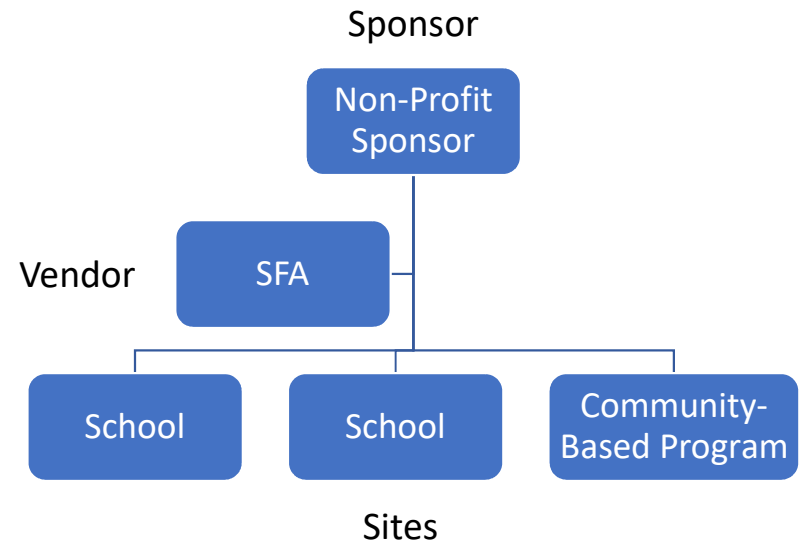 Sponsor
Non-Profit
Sponsor
Vendor
SFA
School
School
Community-
Based Program
Sites